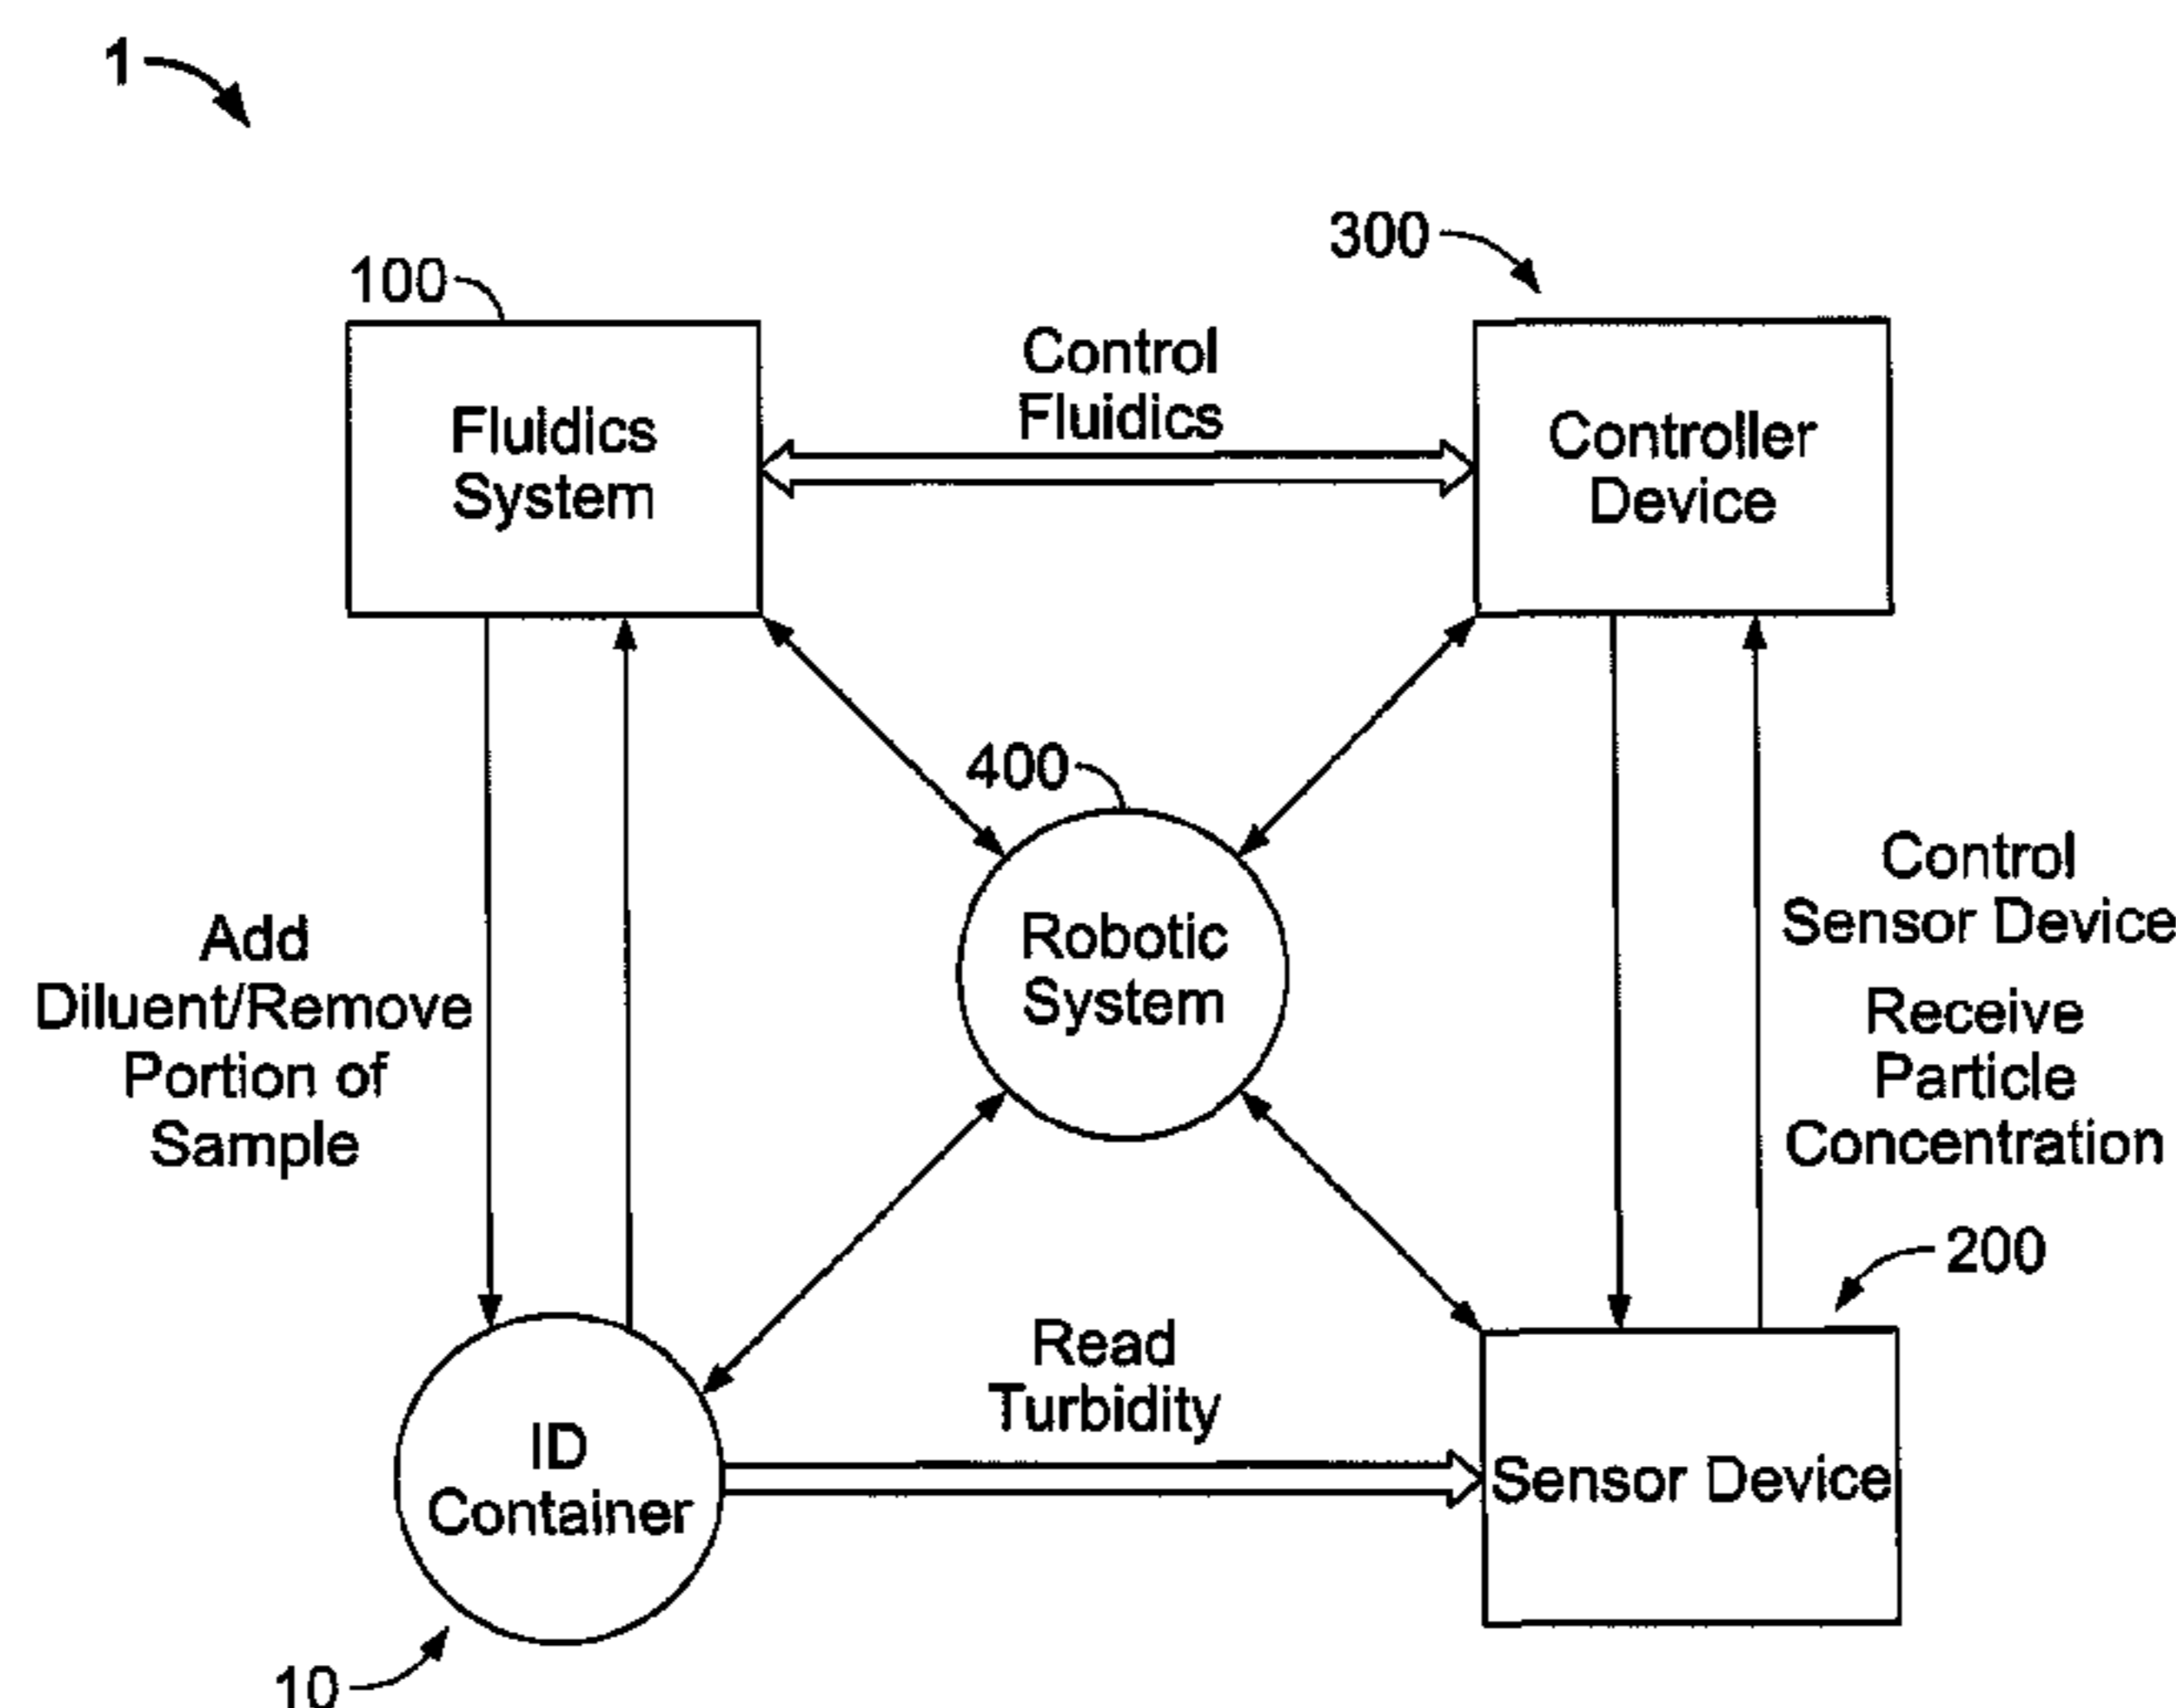 1
300
100
Control
Fluidics
Fluidics
System
Controller
Device
400
Control
Sensor Device
Add
Diluent/Remove
Portion of
Sample
Robotic
System
Receive
Particle
Concentration
200
Read
Turbidity
ID
Container
Sensor Device
10